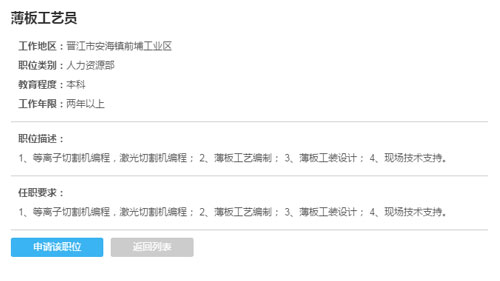 薄板工艺员
工作地区：晋江市安海镇前埔工业区
职位类别：人力资源部
教育程度：本科
工作年限：两年以上
职位描述：
1、等离子切割机编程，激光切割机编程； 2、薄板工艺编制； 3、薄板工装设计； 4、现场技术支持。
任职要求：
1、等离子切割机编程，激光切割机编程； 2、薄板工艺编制； 3、薄板工装设计； 4、现场技术支持。
申请该职位 返回列表